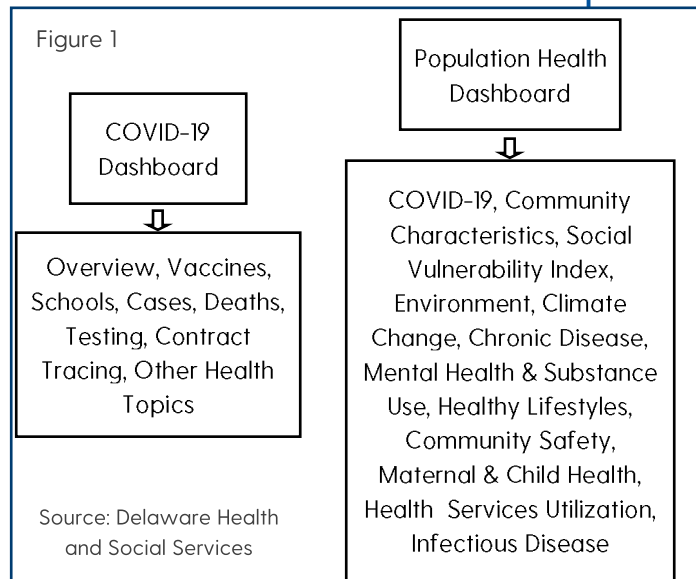 Figure 1
COVID-19
Dashboard
Overview, Vaccines,
Schools, Cases, Deaths,
Testing, Contract
Tracing, Other Health
Topics
Source: Delaware Health
and Social Services
Population Health
Dashboard
COVID-19, Community
Characteristics, Social
Vulnerability Index,
Environment, Climate
Change, Chronic Disease,
Mental Health & Substance
Use, Healthy Lifestyles,
Community Safety,
Maternal & Child Health,
Health Services Utilization,
Infectious Disease